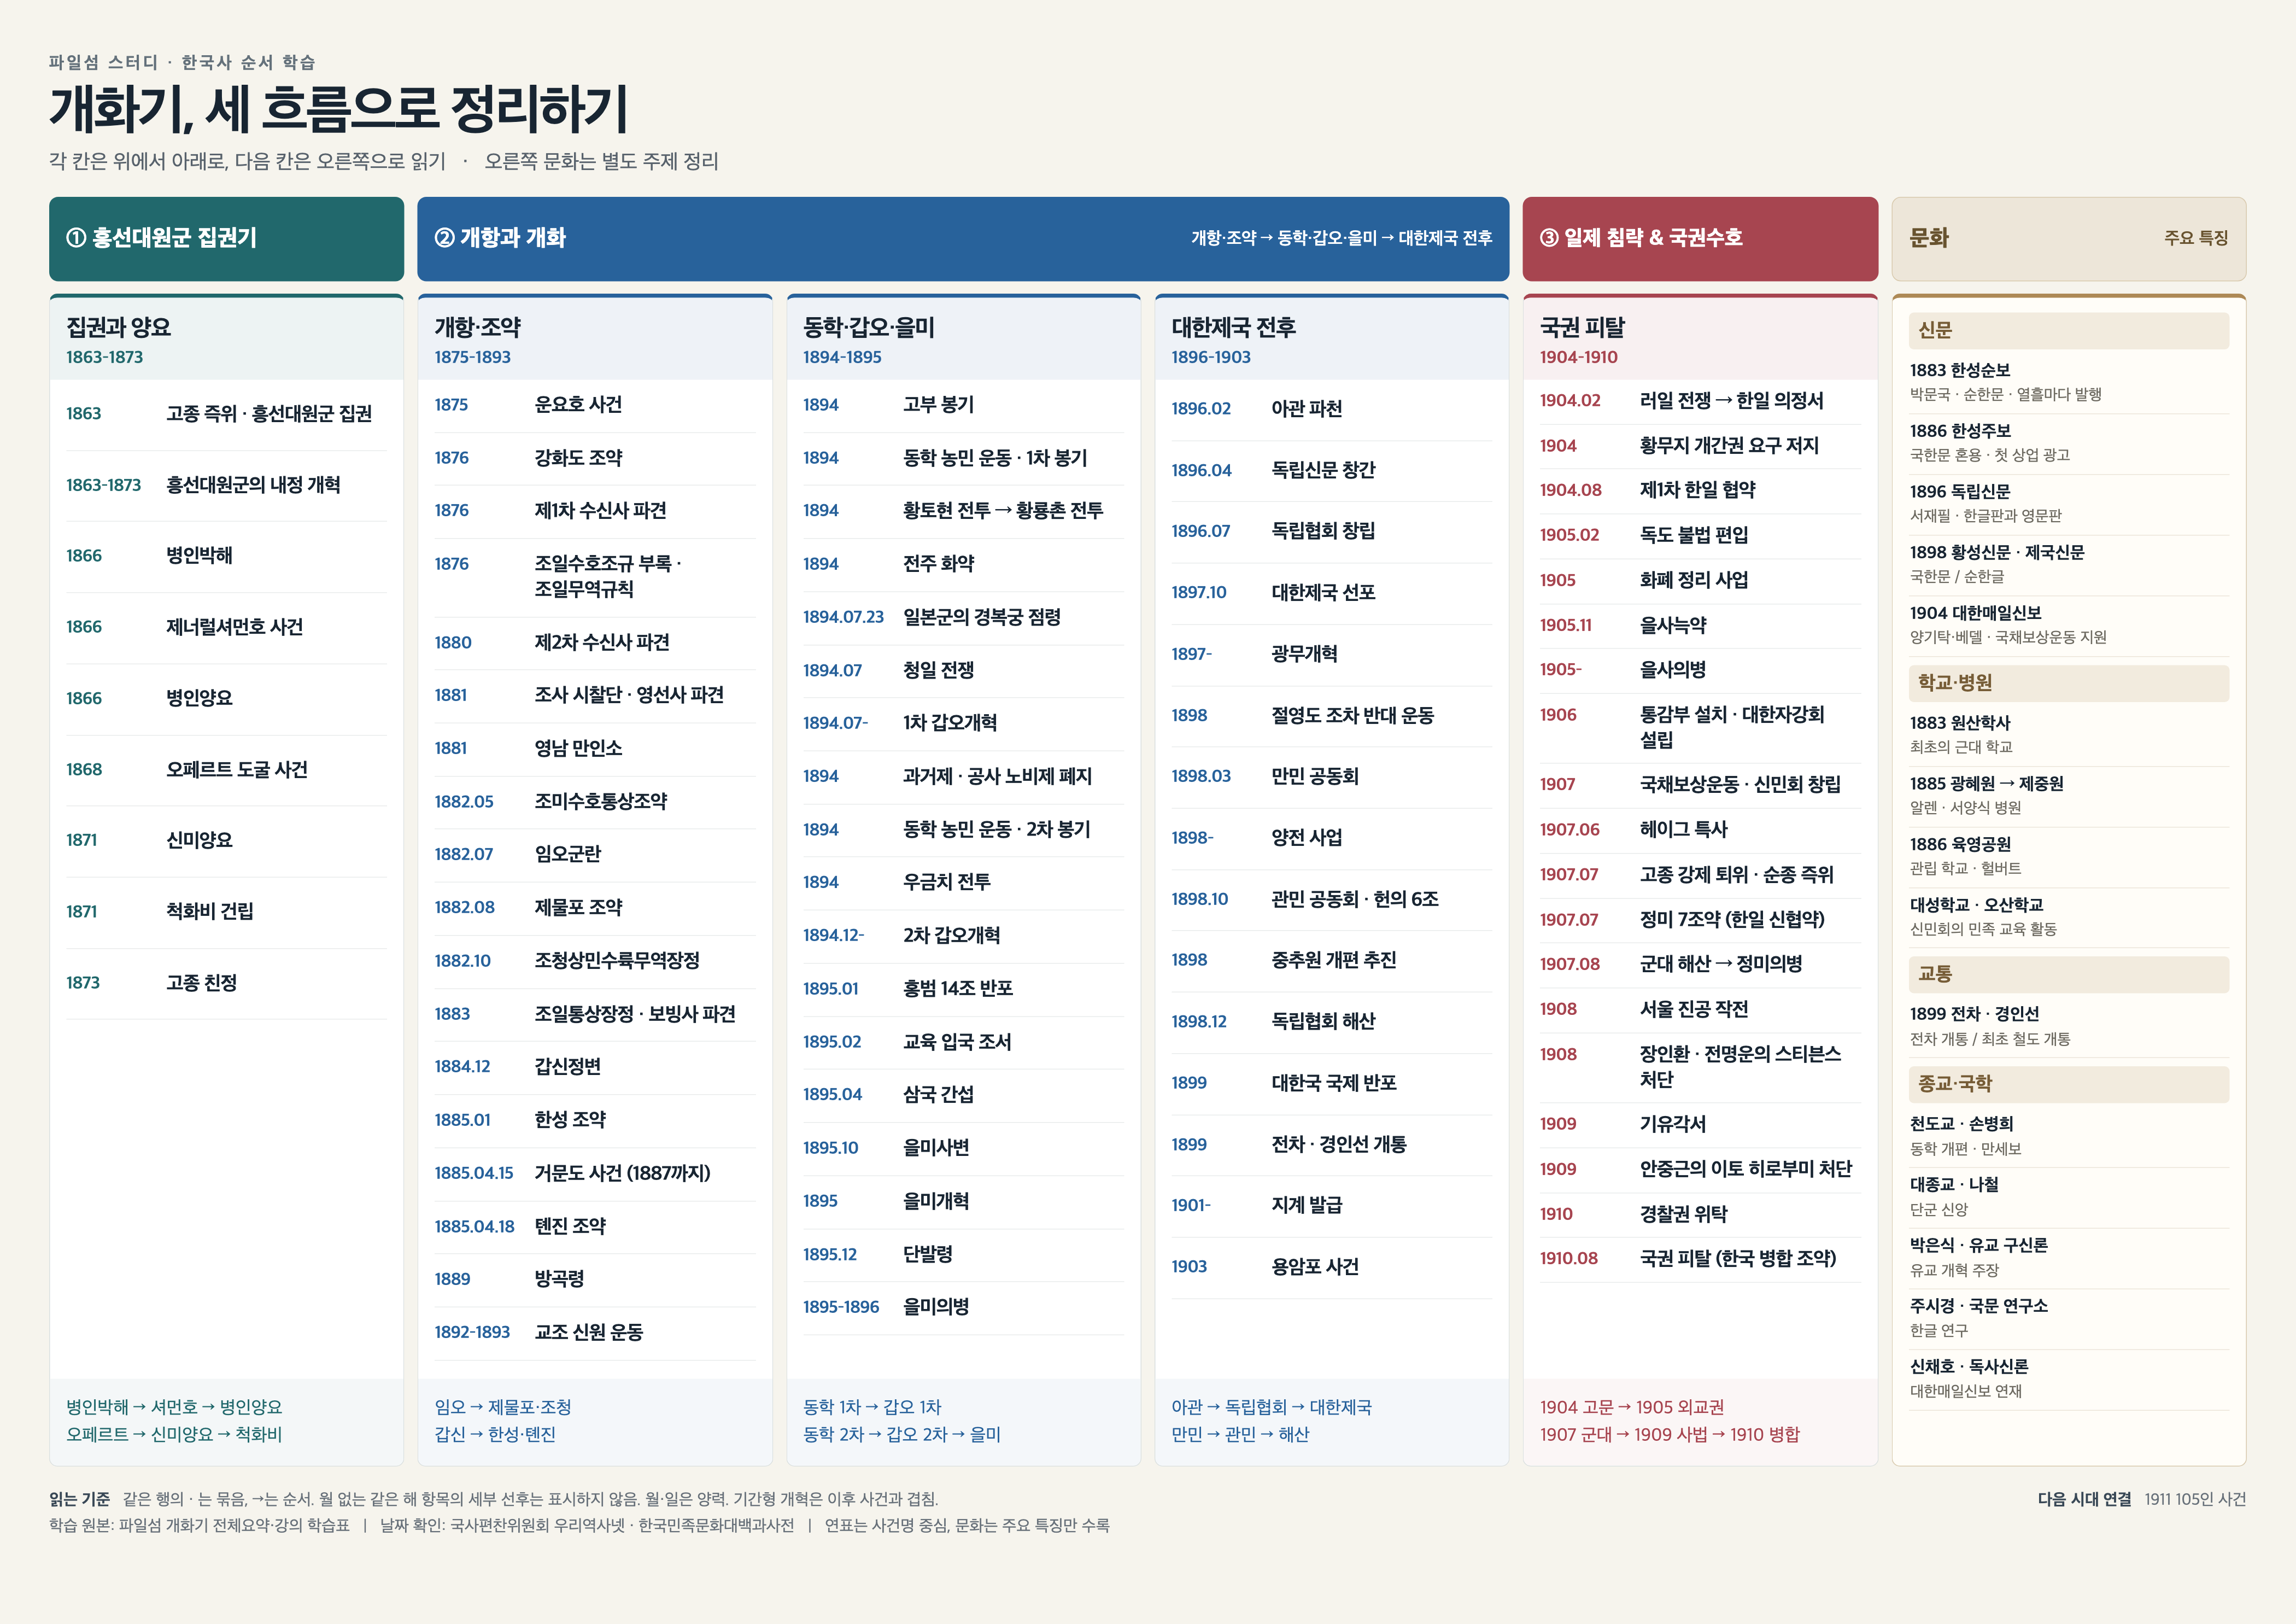 파일섬 스터디 · 한국사 순서 학습
개화기, 세 흐름으로 정리하기
각 칸은 위에서 아래로, 다음 칸은 오른쪽으로 읽기 · 오른쪽 문화는 별도 주제 정리
① 흥선대원군 집권기
집권과 양요
1863-1873
1863 고종 즉위 · 흥선대원군 집권
1863-1873 흥선대원군의 내정 개혁
1866 병인박해
1866 제너럴셔먼호 사건
1866 병인양요
1868 오페르트 도굴 사건
1871 신미양요
1871 척화비 건립
1873 고종 친정
병인박해 → 셔먼호 → 병인양요
오페르트 → 신미양요 → 척화비
② 개항과 개화 개항·조약 → 동학·갑오·을미 → 대한제국 전후
개항·조약
1875-1893
1875 운요호 사건
1876 강화도 조약
1876 제1차 수신사 파견
1876 조일수호조규 부록 ·
조일무역규칙
1880 제2차 수신사 파견
1881 조사 시찰단 · 영선사 파견
1881 영남 만인소
1882.05 조미수호통상조약
1882.07 임오군란
1882.08 제물포 조약
1882.10 조청상민수륙무역장정
1883 조일통상장정 · 보빙사 파견
1884.12 갑신정변
1885.01 한성 조약
1885.04.15 거문도 사건 (1887까지)
1885.04.18 톈진 조약
1889 방곡령
1892-1893 교조 신원 운동
임오 → 제물포·조청
갑신 → 한성·톈진
동학·갑오·을미
1894-1895
1894 고부 봉기
1894 동학 농민 운동 · 1차 봉기
1894 황토현 전투 → 황룡촌 전투
1894 전주 화약
1894.07.23 일본군의 경복궁 점령
1894.07 청일 전쟁
1894.07- 1차 갑오개혁
1894 과거제 · 공사 노비제 폐지
1894 동학 농민 운동 · 2차 봉기
1894 우금치 전투
1894.12- 2차 갑오개혁
1895.01 홍범 14조 반포
1895.02 교육 입국 조서
1895.04 삼국 간섭
1895.10 을미사변
1895 을미개혁
1895.12 단발령
1895-1896 을미의병
동학 1차 → 갑오 1차
동학 2차 → 갑오 2차 → 을미
대한제국 전후
1896-1903
1896.02 아관 파천
1896.04 독립신문 창간
1896.07 독립협회 창립
1897.10 대한제국 선포
1897- 광무개혁
1898 절영도 조차 반대 운동
1898.03 만민 공동회
1898- 양전 사업
1898.10 관민 공동회 · 헌의 6조
1898 중추원 개편 추진
1898.12 독립협회 해산
1899 대한국 국제 반포
1899 전차 · 경인선 개통
1901- 지계 발급
1903 용암포 사건
아관 → 독립협회 → 대한제국
만민 → 관민 → 해산
③ 일제 침략 & 국권수호
국권 피탈
1904-1910
1904.02 러일 전쟁 → 한일 의정서
1904 황무지 개간권 요구 저지
1904.08 제1차 한일 협약
1905.02 독도 불법 편입
1905 화폐 정리 사업
1905.11 을사늑약
1905- 을사의병
1906 통감부 설치 · 대한자강회
설립
1907 국채보상운동 · 신민회 창립
1907.06 헤이그 특사
1907.07 고종 강제 퇴위 · 순종 즉위
1907.07 정미 7조약 (한일 신협약)
1907.08 군대 해산 → 정미의병
1908 서울 진공 작전
1908 장인환 · 전명운의 스티븐스
처단
1909 기유각서
1909 안중근의 이토 히로부미 처단
1910 경찰권 위탁
1910.08 국권 피탈 (한국 병합 조약)
1904 고문 → 1905 외교권
1907 군대 → 1909 사법 → 1910 병합
문화 주요 특징
신문
1883 한성순보
박문국 · 순한문 · 열흘마다 발행
1886 한성주보
국한문 혼용 · 첫 상업 광고
1896 독립신문
서재필 · 한글판과 영문판
1898 황성신문 · 제국신문
국한문 / 순한글
1904 대한매일신보
양기탁·베델 · 국채보상운동 지원
학교·병원
1883 원산학사
최초의 근대 학교
1885 광혜원 → 제중원
알렌 · 서양식 병원
1886 육영공원
관립 학교 · 헐버트
대성학교 · 오산학교
신민회의 민족 교육 활동
교통
1899 전차 · 경인선
전차 개통 / 최초 철도 개통
종교·국학
천도교 · 손병희
동학 개편 · 만세보
대종교 · 나철
단군 신앙
박은식 · 유교 구신론
유교 개혁 주장
주시경 · 국문 연구소
한글 연구
신채호 · 독사신론
대한매일신보 연재
읽는 기준 같은 행의 · 는 묶음, →는 순서. 월 없는 같은 해 항목의 세부 선후는 표시하지 않음. 월·일은 양력. 기간형 개혁은 이후 사건과 겹침.
다음 시대 연결 1911 105인 사건
학습 원본: 파일섬 개화기 전체요약·강의 학습표 | 날짜 확인: 국사편찬위원회 우리역사넷 · 한국민족문화대백과사전 | 연표는 사건명 중심, 문화는 주요 특징만 수록